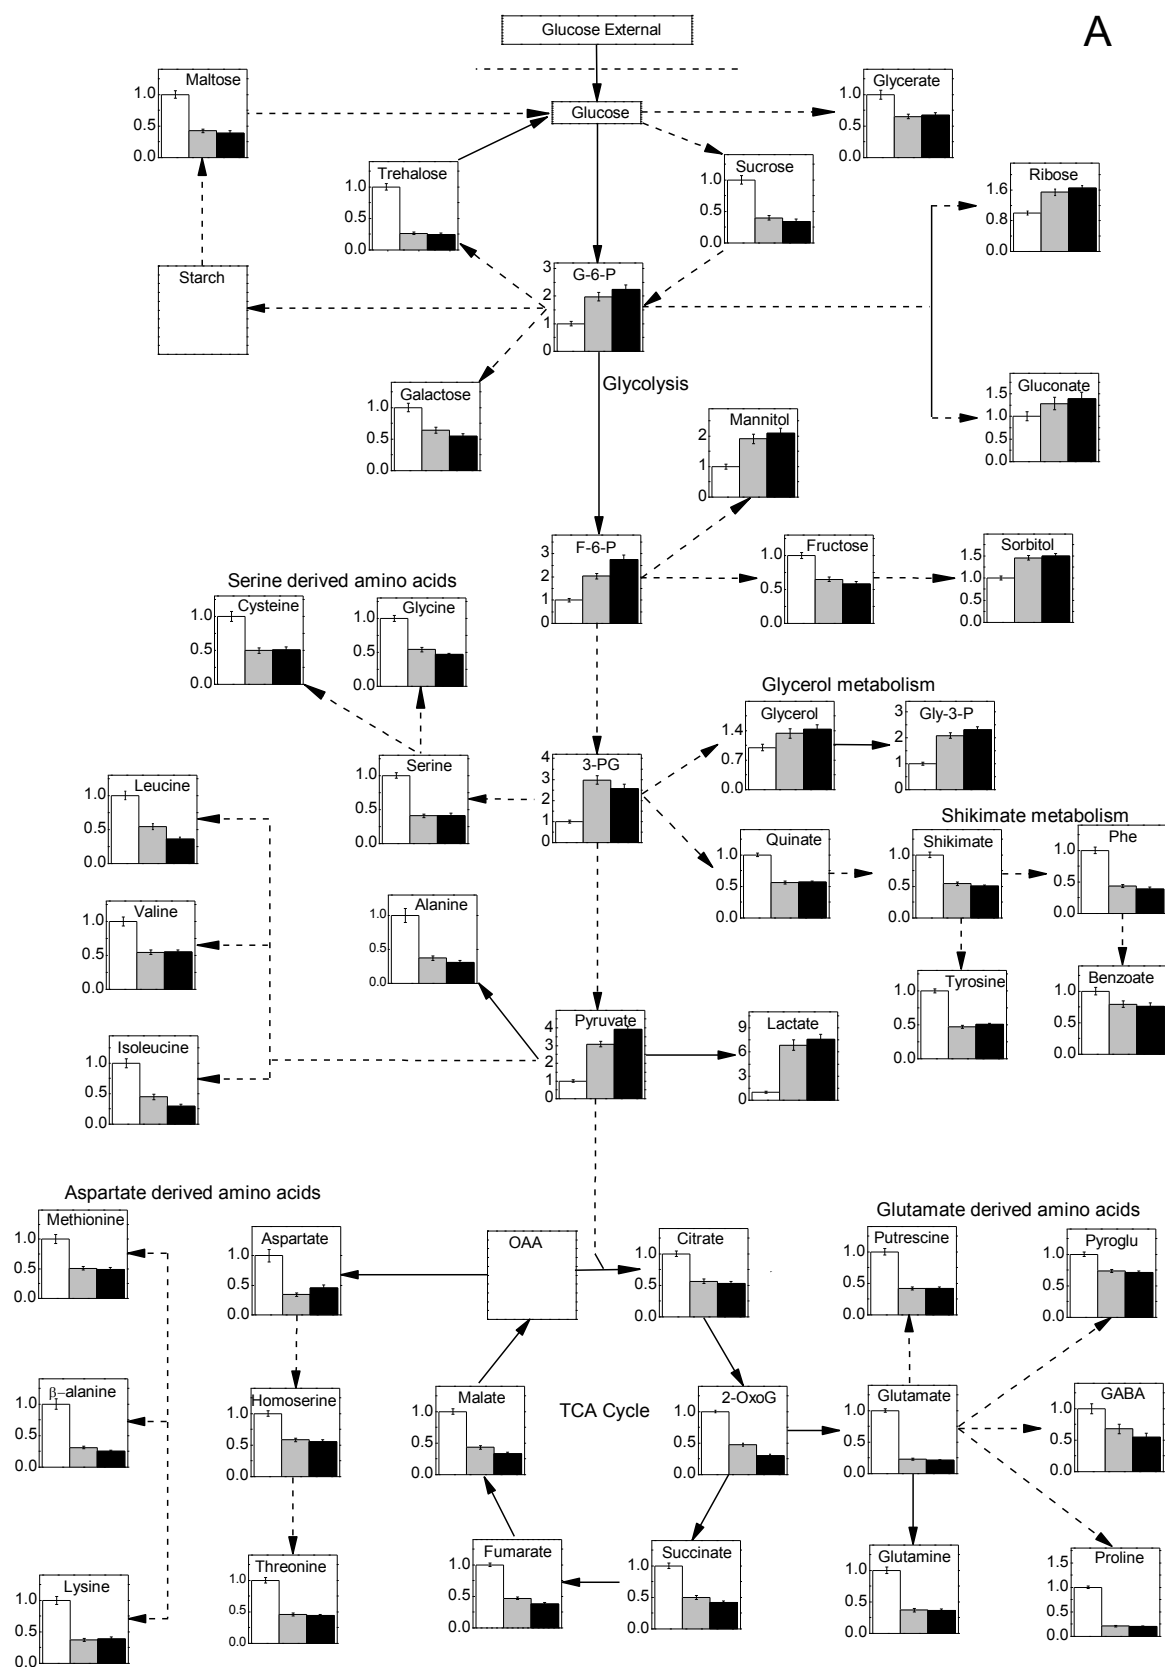 A
Glucose External
Maltose
1.0
0.5
0.0
Glucose
Glycerate
1.0
0.5
0.0
Trehalose
1.0
0.5
0.0
Sucrose
1.0
0.5
0.0
Ribose
1.6
0.8
0.0
Starch
G-6-P
3
2
1
0
Glycolysis
Galactose
1.0
0.5
0.0
Gluconate
1.5
1.0
0.5
0.0
Mannitol
2
1
0
F-6-P
3
2
1
0
Fructose
1.0
0.5
0.0
Sorbitol
1.5
1.0
0.5
0.0
Serine derived amino acids
Cysteine
1.0
0.5
0.0
Glycine
1.0
0.5
0.0
Glycerol metabolism
Glycerol
1.4
0.7
0.0
Gly-3-P
3
2
1
0
3-PG
4
3
2
1
0
Serine
1.0
0.5
0.0
Leucine
1.0
0.5
0.0
Shikimate metabolism
Quinate
1.0
0.5
0.0
Shikimate
1.0
0.5
0.0
Phe
1.0
0.5
0.0
Valine
1.0
0.5
0.0
Alanine
1.0
0.5
0.0
Tyrosine
1.0
0.5
0.0
Benzoate
1.0
0.5
0.0
Pyruvate
4
3
2
1
0
Lactate
9
6
3
0
Isoleucine
1.0
0.5
0.0
Aspartate derived amino acids
Methionine
1.0
0.5
0.0
Aspartate
1.0
0.5
0.0
OAA
Citrate
1.0
0.5
0.0
Glutamate derived amino acids
Putrescine
1.0
0.5
0.0
Pyroglu
1.0
0.5
0.0
β-alanine
1.0
0.5
0.0
Homoserine
1.0
0.5
0.0
Malate
1.0
0.5
0.0
TCA Cycle
2-OxoG
1.0
0.5
0.0
Glutamate
1.0
0.5
0.0
GABA
1.0
0.5
0.0
Lysine
1.0
0.5
0.0
Threonine
1.0
0.5
0.0
Fumarate
1.0
0.5
0.0
Succinate
1.0
0.5
0.0
Glutamine
1.0
0.5
0.0
Proline
1.5
1.0
0.5
0.0